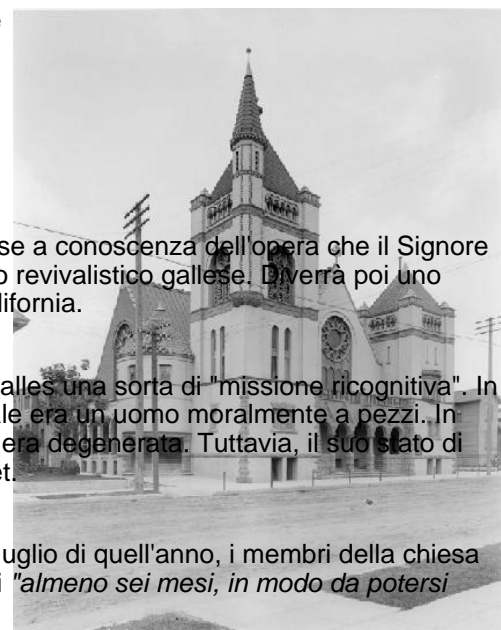 se a conoscenza dell'opera che il Signore
o revivalistico gallese. Diverrà poi uno
lifornia.
alles una sorta di "missione ricognitiva". In
ale era un uomo moralmente a pezzi. In
era degenerata. Tuttavia, il suo stato di
et.
uglio di quell'anno, i membri della chiesa
i "almeno sei mesi, in modo da potersi